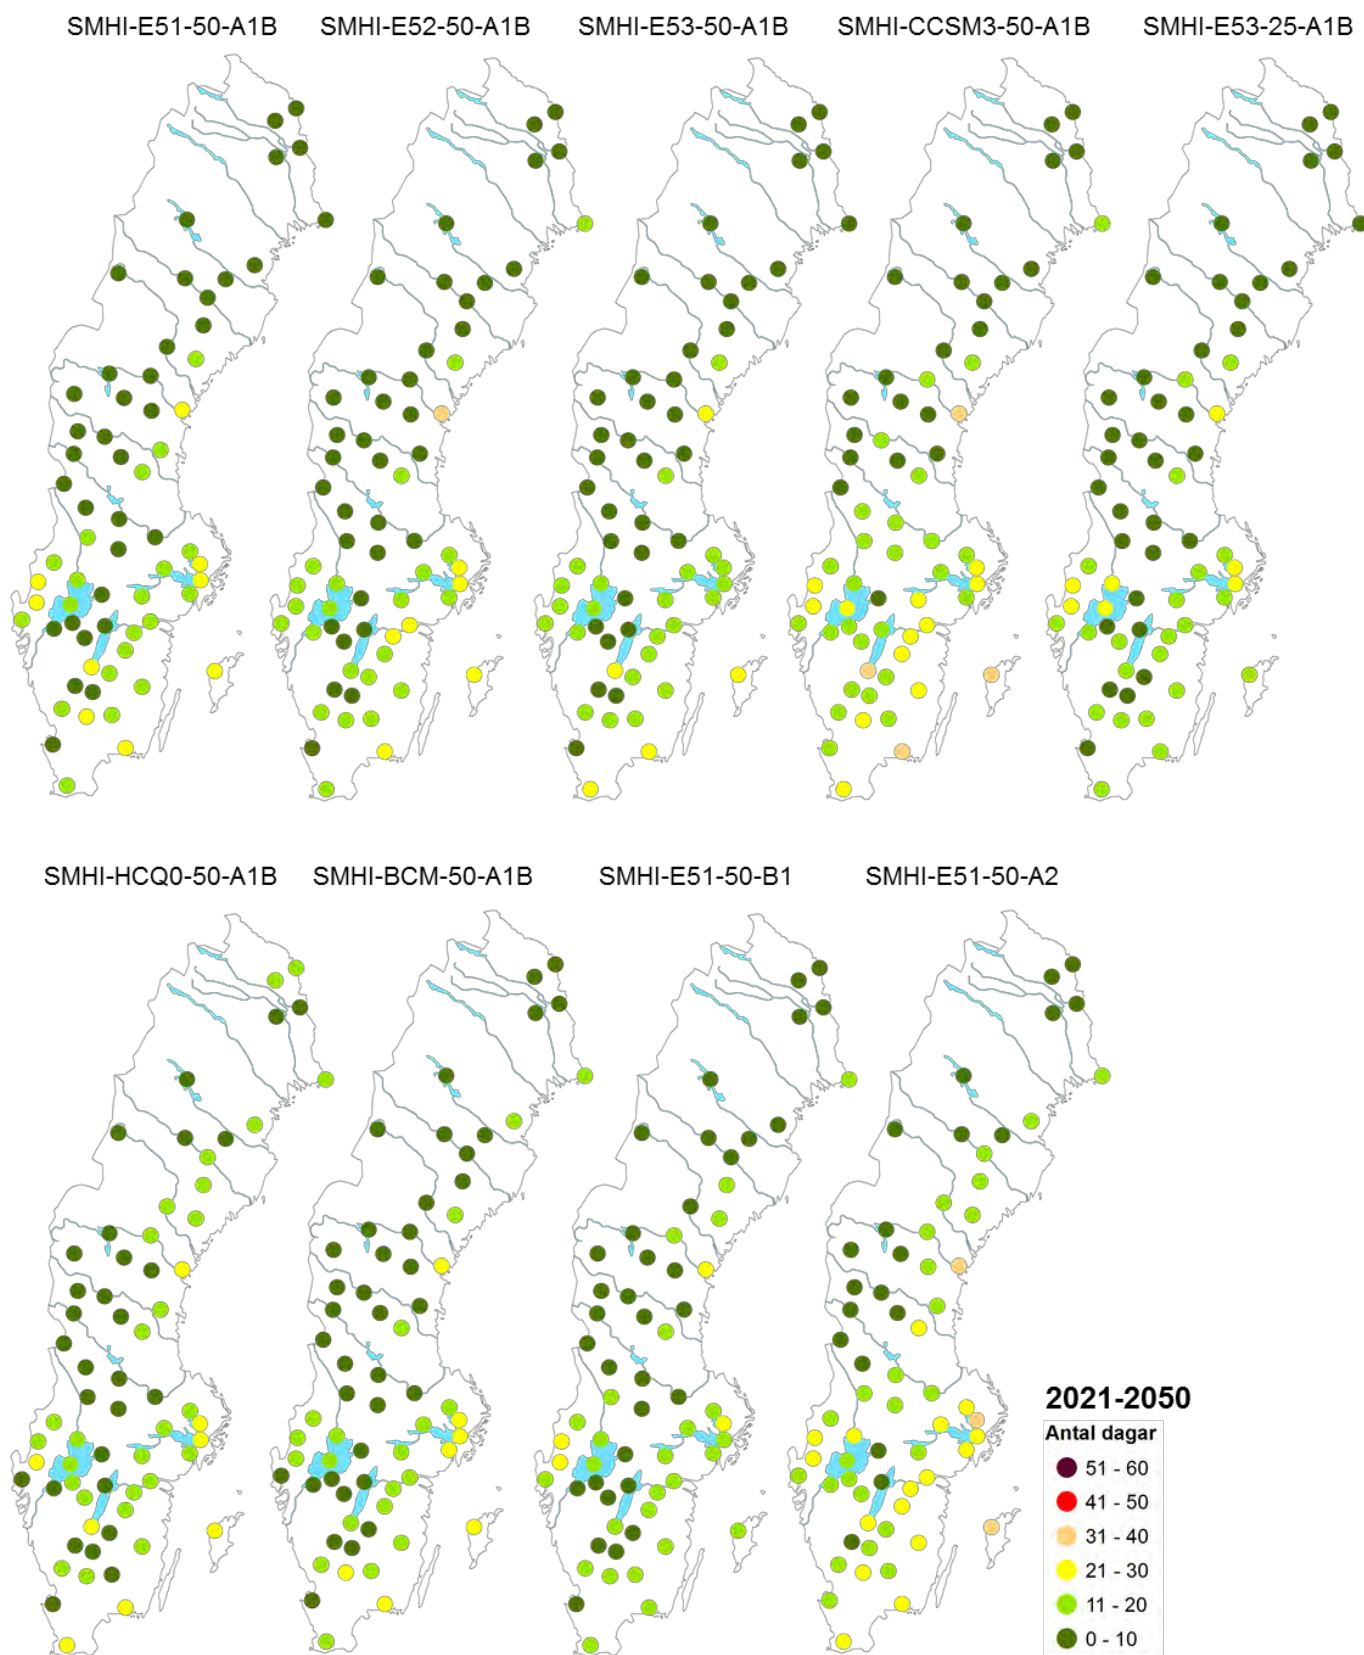 SMHI-E51-50-A1B
SMHI-E52-50-A1B
SMHI-E53-50-A1B
SMHI-CCSM3-50-A1B
SMHI-E53-25-A1B
SMHI-HCQ0-50-A1B
SMHI-BCM-50-A1B
SMHI-E51-50-B1
SMHI-E51-50-A2
2021-2050
Antal dagar
51 - 60
41 - 50
31 - 40
21 - 30
11 - 20
0 - 10